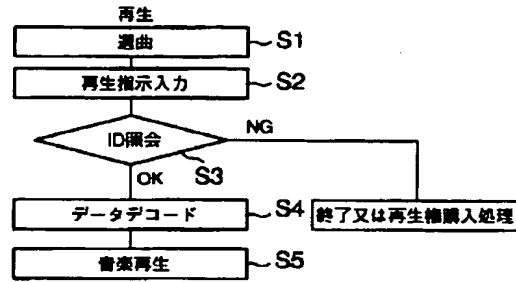 再生
選曲 S1
再生指示入力 S2
ID照会 NG
S3
OK
データデコード S4
終了又は再生権購入処理
音楽再生 S5